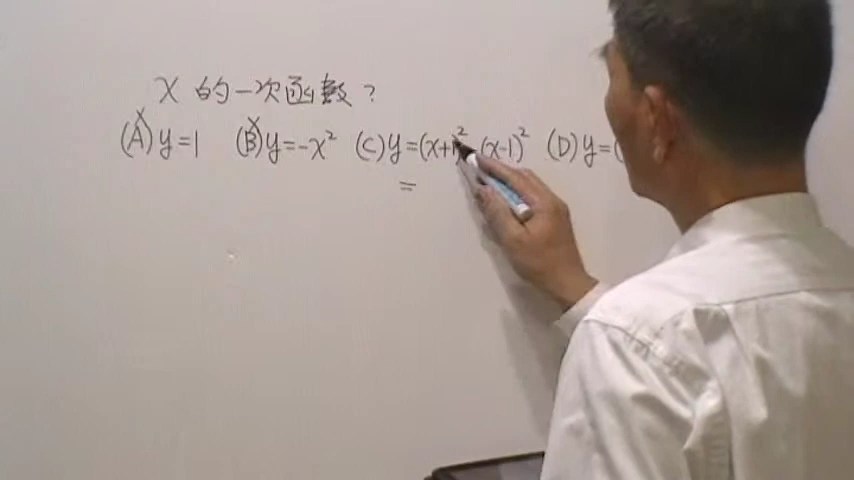 X 的一次函數？
(A) y=1 (B) y=-x² (C) y=(x+1)² (x-1)² (D) y=(
=